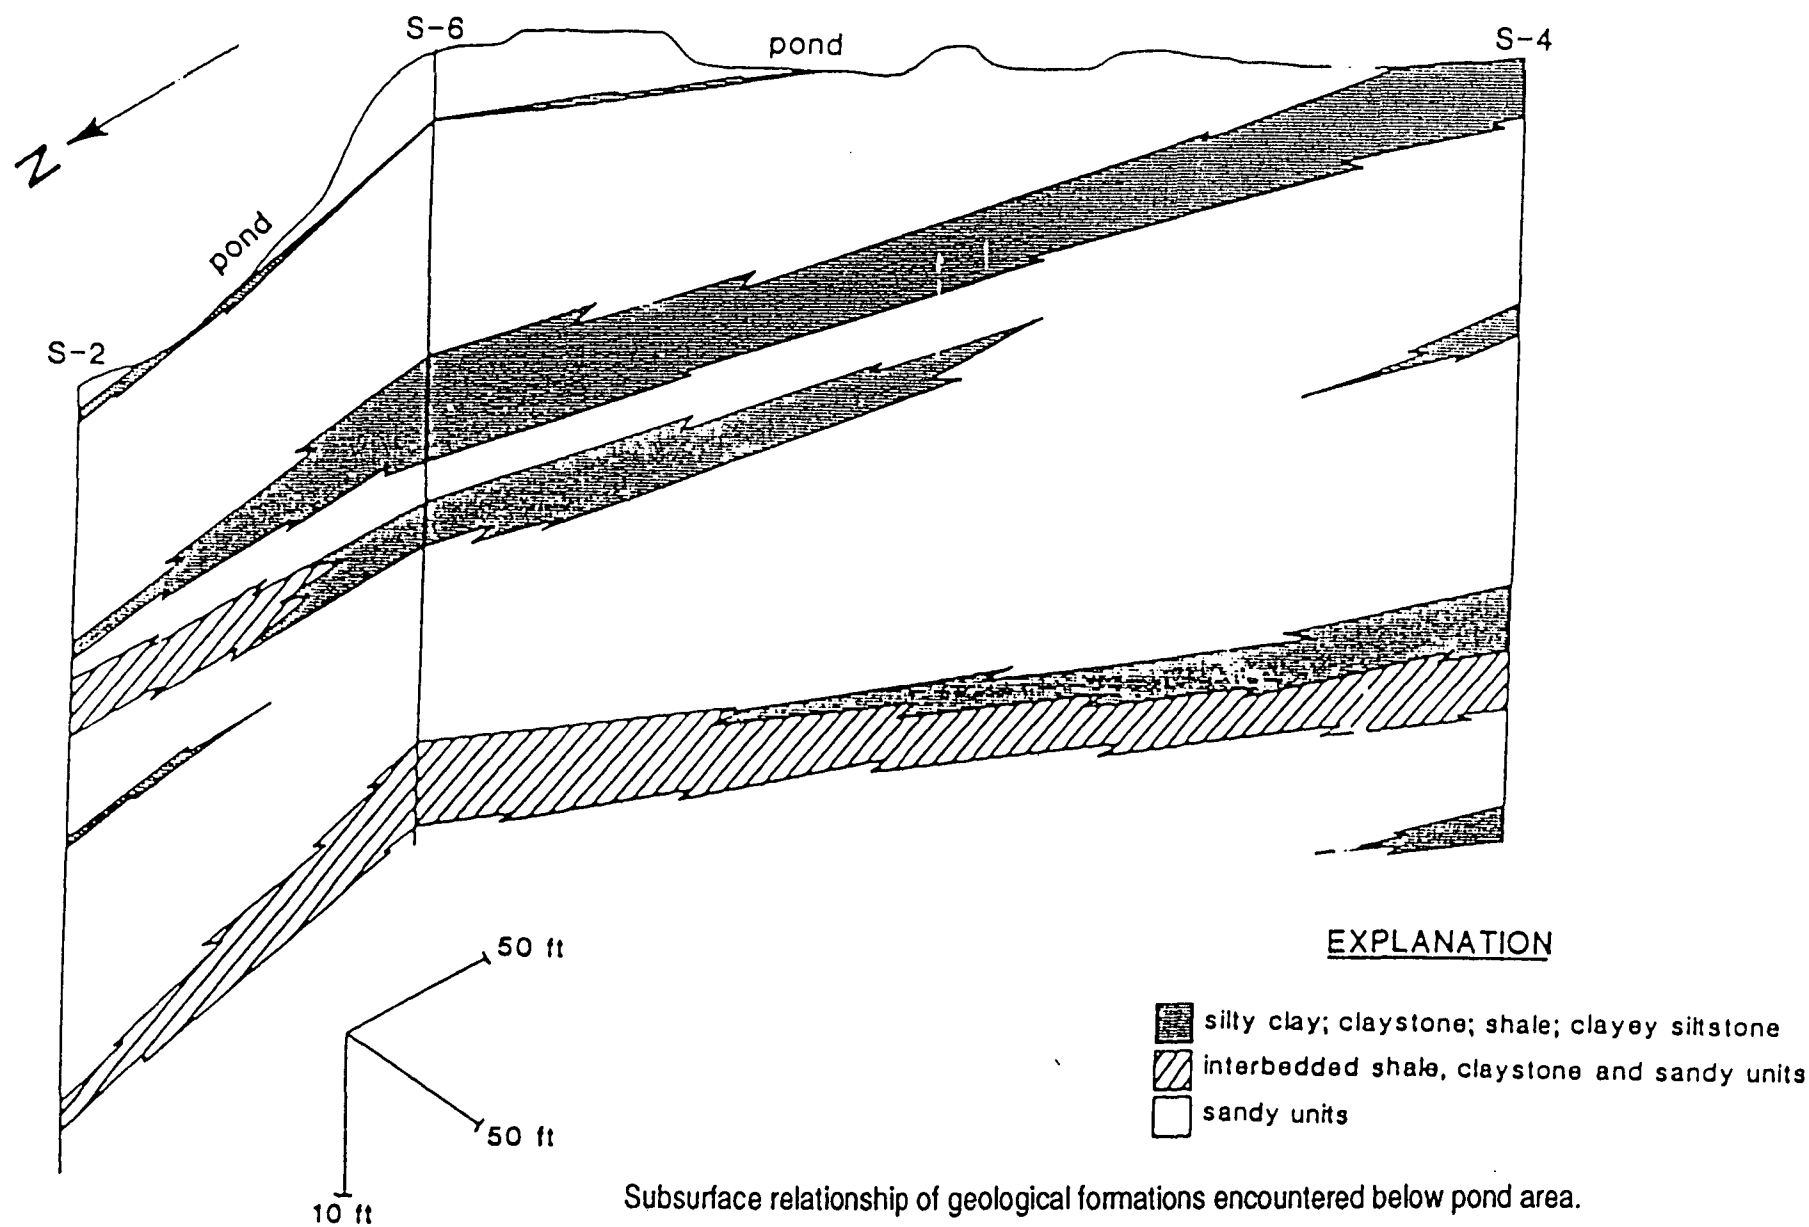 S-6
pond
S-4
N
pond
S-2
50 ft
EXPLANATION
silty clay; claystone; shale; clayey siltstone
interbedded shale, claystone and sandy units
sandy units
50 ft
10 ft
Subsurface relationship of geological formations encountered below pond area.